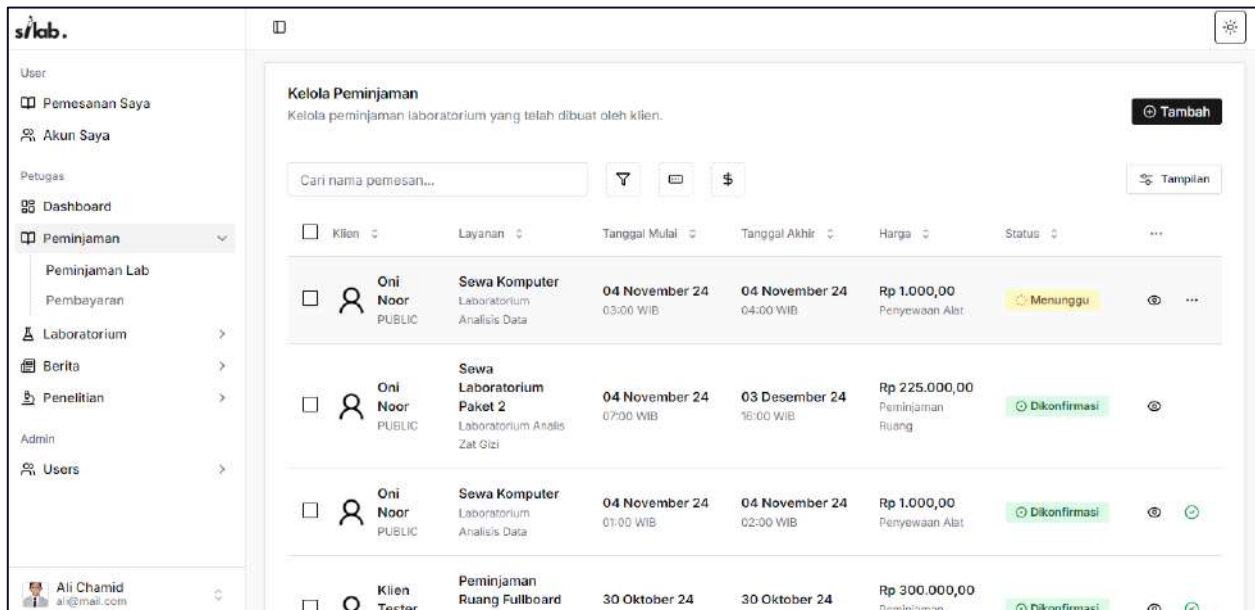 silab.
User
Pemesanan Saya
Akun Saya
Petugas
Dashboard
Peminjaman
Peminjaman Lab
Pembayaran
Laboratorium
Berita
Penelitian
Admin
Users
Ali Chamid
ali@mail.com
Kelola Peminjaman
Kelola peminjaman laboratorium yang telah dibuat oleh klien.
Tambah
Cari nama pemesan...
$
Tampilan
Klien Layanan Tanggal Mulai Tanggal Akhir Harga Status ...
Oni
Noor
PUBLIC
Sewa Komputer
Laboratorium
Analisis Data
04 November 24
03:00 WIB
04 November 24
04:00 WIB
Rp 1.000,00
Penyewaan Alat
Menunggu
...
Oni
Noor
PUBLIC
Sewa
Laboratorium
Paket 2
Laboratorium Analis
Zat Gizi
04 November 24
07:00 WIB
03 Desember 24
16:00 WIB
Rp 225.000,00
Peminjaman
Ruang
Dikonfirmasi
Oni
Noor
PUBLIC
Sewa Komputer
Laboratorium
Analisis Data
04 November 24
01:00 WIB
04 November 24
02:00 WIB
Rp 1.000,00
Penyewaan Alat
Dikonfirmasi
Klien
Tester
Peminjaman
Ruang Fullboard
30 Oktober 24
30 Oktober 24
Rp 300.000,00
Peminjaman
Dikonfirmasi